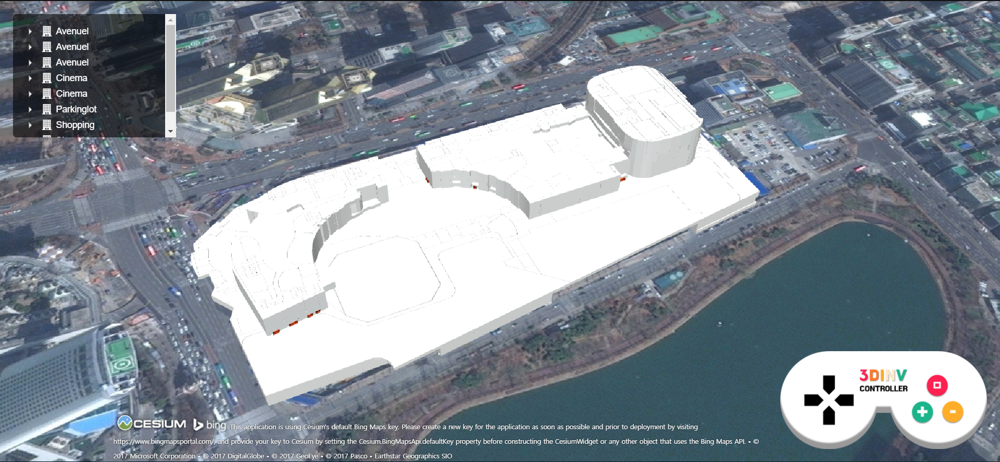 Avenuel
Avenuel
Avenuel
Cinema
Cinema
Parkinglot
Shopping
3DINV
CONTROLLER
CESIUM bing This application is using Cesium's default Bing Maps key. Please create a new key for the application as soon as possible and prior to deployment by visiting
https://www.bingmapsportal.com/, and provide your key to Cesium by setting the Cesium.BingMapsApi.defaultKey property before constructing the CesiumWidget or any other object that uses the Bing Maps API. • ©
2017 Microsoft Corporation • © 2017 DigitalGlobe • © 2017 GeoEye • © 2017 Pasco • Earthstar Geographics SIO